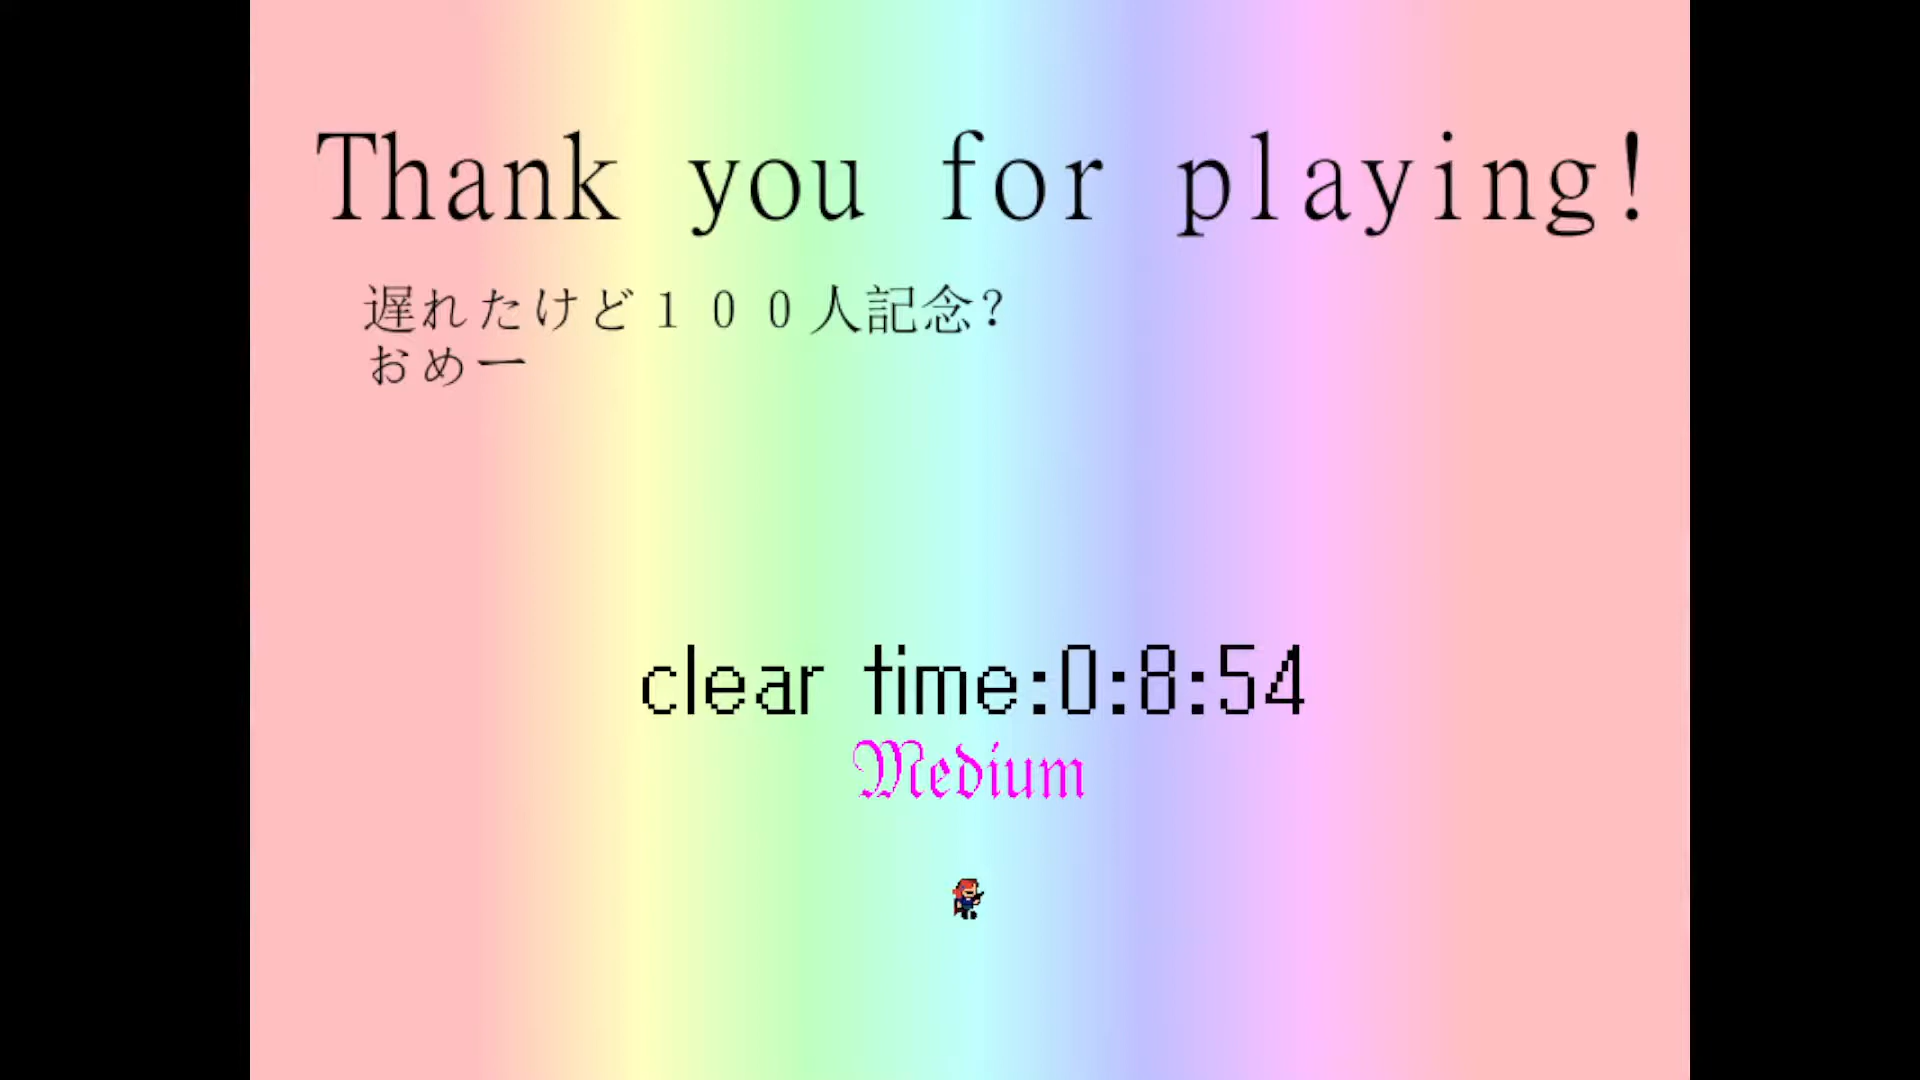 Thank you for playing!
遅れたけど１００人記念？
おめー
clear time:0:8:54
Medium